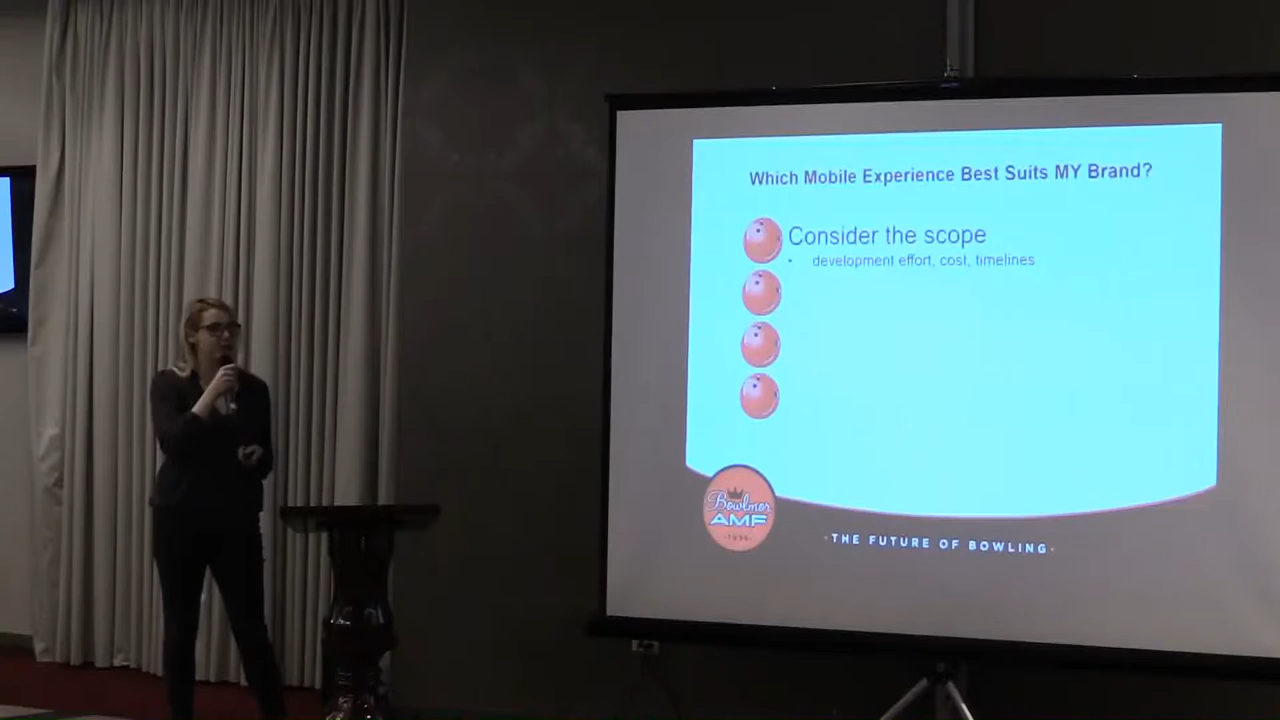 Which Mobile Experience Best Suits MY Brand?
Consider the scope
• development effort, cost, timelines
Bowlmor
AMF
·1936·
·THE FUTURE OF BOWLING·